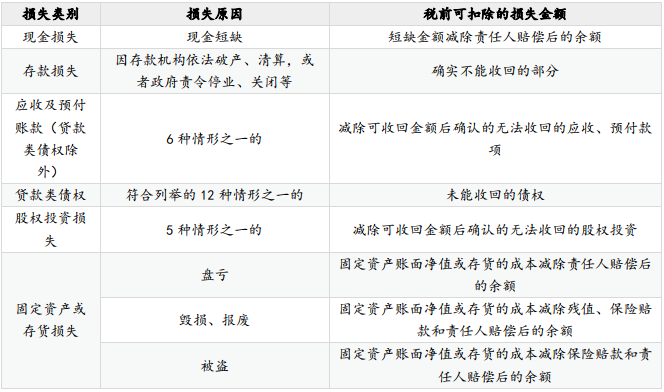 损失类别 损失原因 税前可扣除的损失金额
现金损失 现金短缺 短缺金额减除责任人赔偿后的余额
存款损失 因存款机构依法破产、清算，或
者政府责令停业、关闭等 确实不能收回的部分
应收及预付
账款（贷款
类债权除
外） 6 种情形之一的 减除可收回金额后确认的无法收回的应收、预付款
项
贷款类债权 符合列举的 12 种情形之一的 未能收回的债权
股权投资损
失 5 种情形之一的 减除可收回金额后确认的无法收回的股权投资
固定资产或
存货损失
盘亏 固定资产账面净值或存货的成本减除责任人赔偿后
的余额
毁损、报废 固定资产账面净值或存货的成本减除残值、保险赔
款和责任人赔偿后的余额
被盗 固定资产账面净值或存货的成本减除保险赔款和责
任人赔偿后的余额